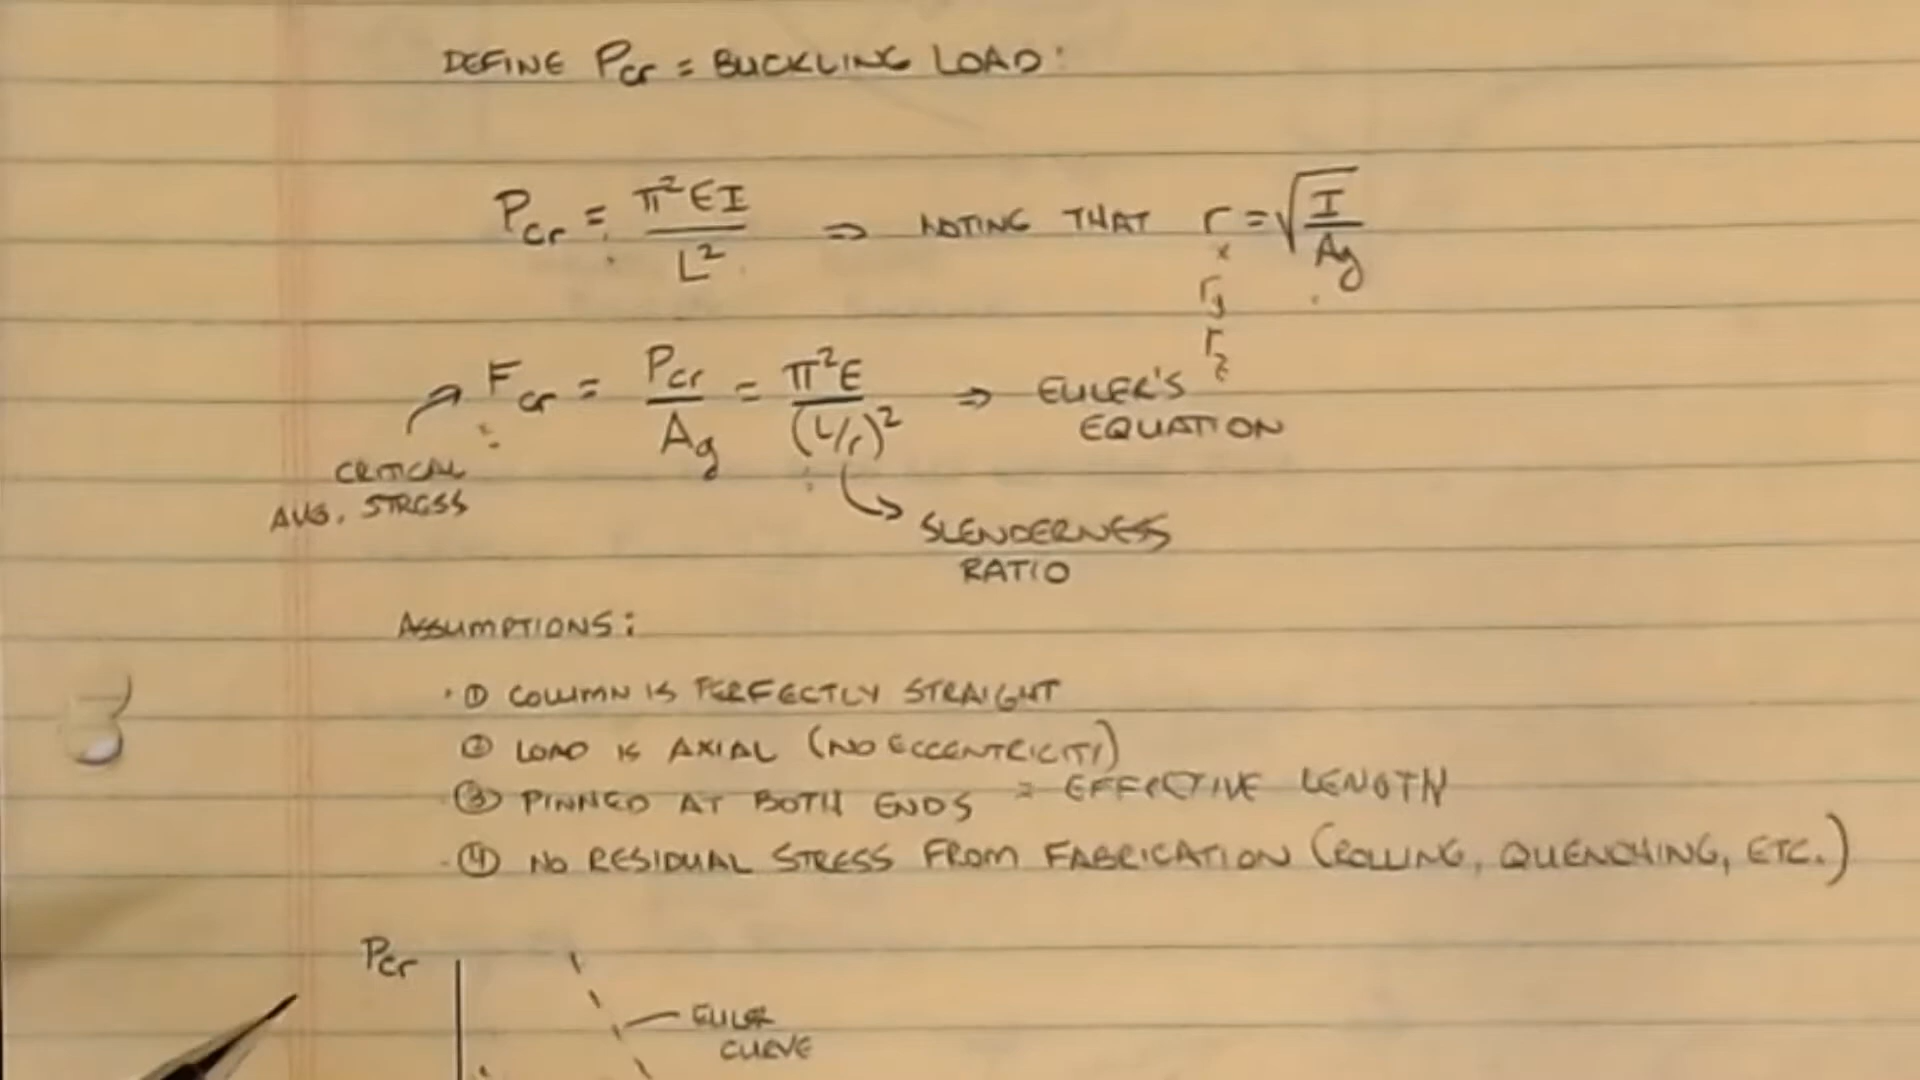 DEFINE Pcr = BUCKLING LOAD:
Pcr = π²EI / L² ⇒ NOTING THAT r = √(I / Ag)
x
ry
rz
Fcr = Pcr / Ag = π²E / (L/r)² ⇒ EULER'S EQUATION
CRITICAL
AVG. STRESS
SLENDERNESS
RATIO
ASSUMPTIONS:
① COLUMN IS PERFECTLY STRAIGHT
② LOAD IS AXIAL (NO ECCENTRICITY)
③ PINNED AT BOTH ENDS = EFFECTIVE LENGTH
④ NO RESIDUAL STRESS FROM FABRICATION (ROLLING, QUENCHING, ETC.)
Pcr
EULER
CURVE